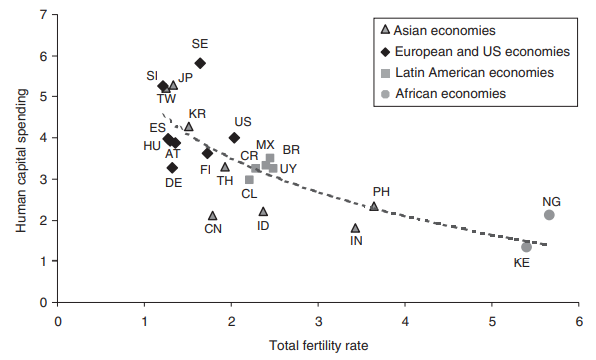 7
6
5
4
3
2
1
0
Human capital spending
0 1 2 3 4 5 6
Total fertility rate
Asian economies
European and US economies
Latin American economies
African economies
SE
SI
JP
TW
KR
ES
US
HU
AT
MX
BR
CR
FI
UY
DE
TH
CL
PH
NG
CN
ID
IN
KE